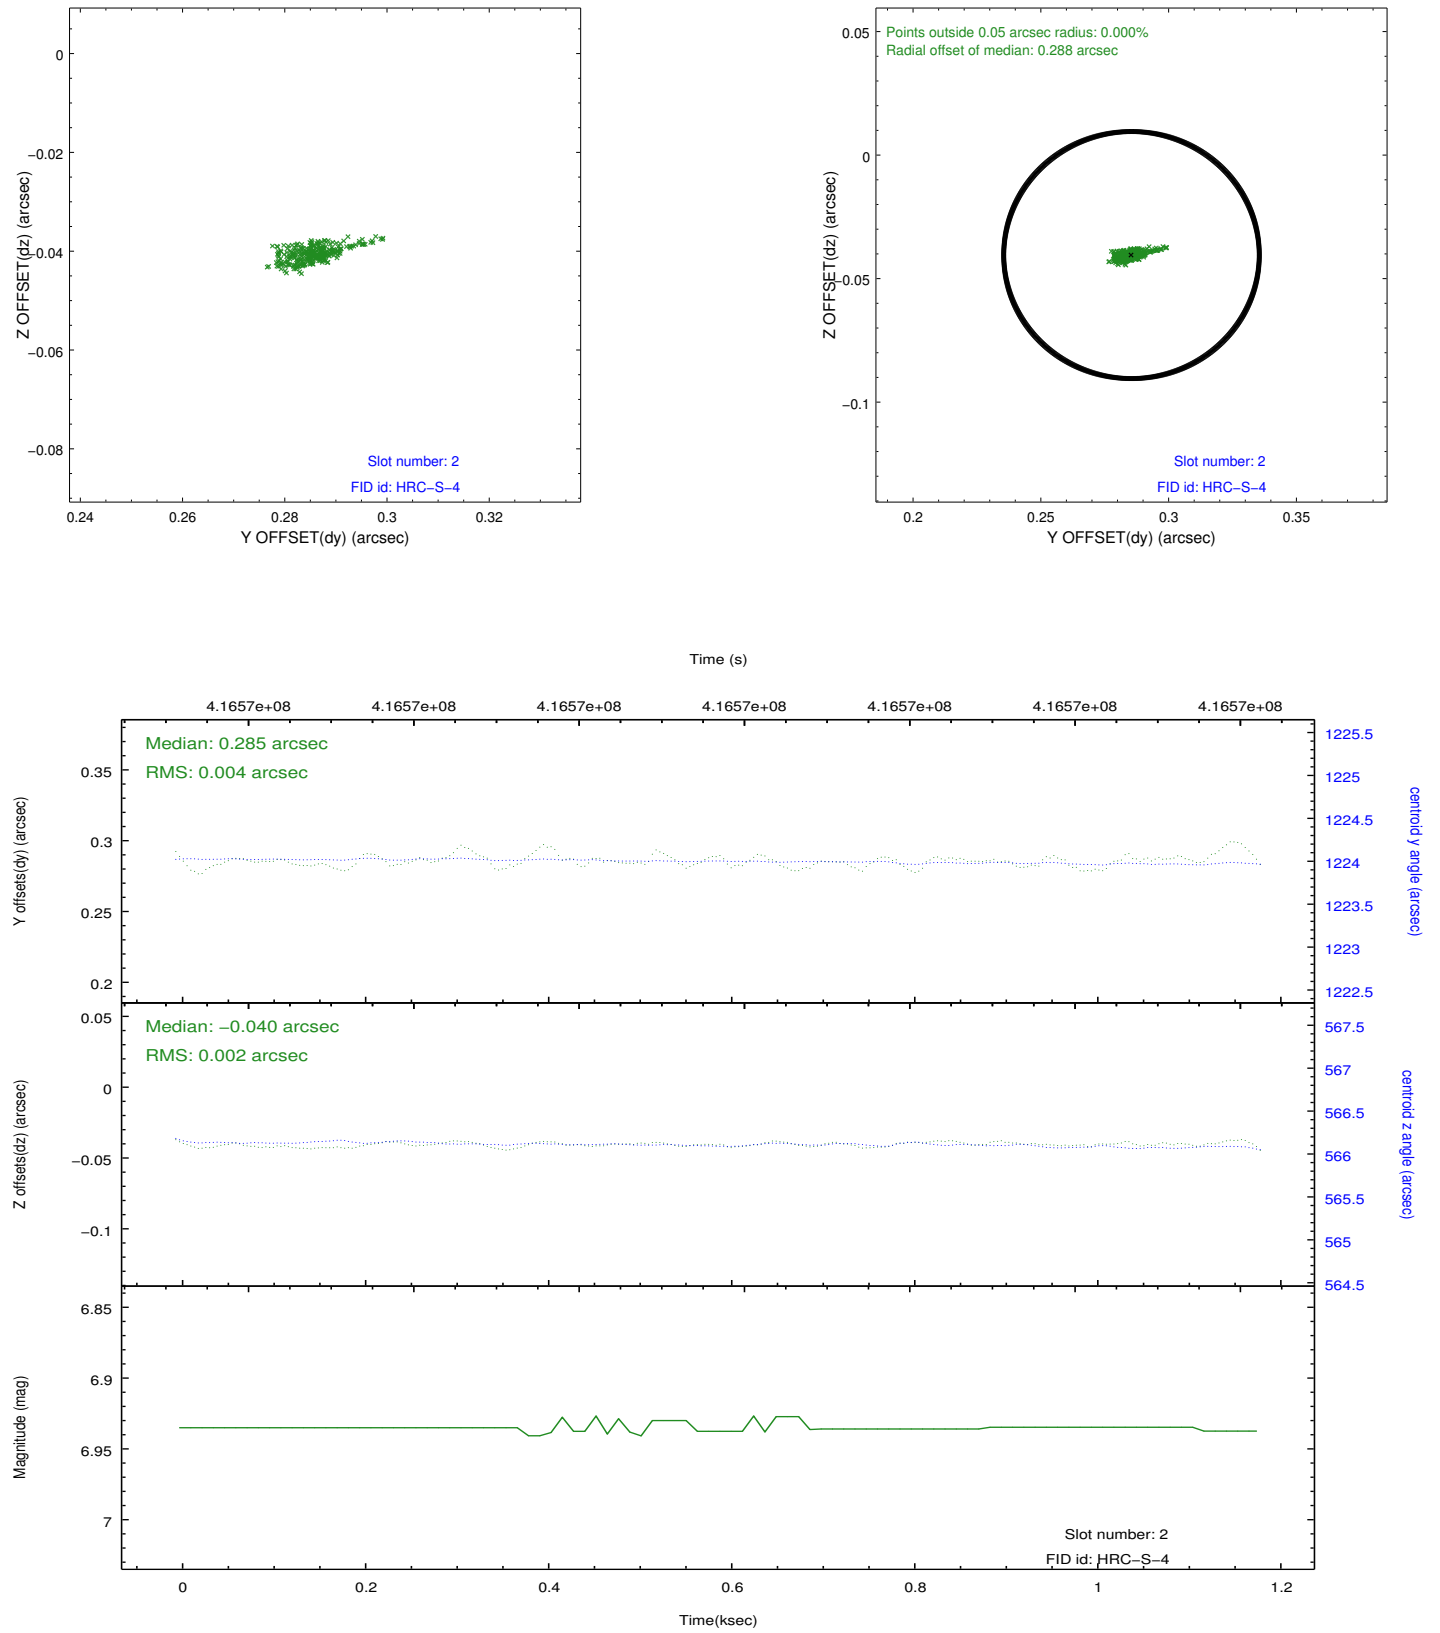 0
−0.02
−0.04
−0.06
−0.08
Z OFFSET(dz) (arcsec)
Slot number: 2
FID id: HRC−S−4
0.24 0.26 0.28 0.3 0.32
Y OFFSET(dy) (arcsec)
Points outside 0.05 arcsec radius: 0.000%
Radial offset of median: 0.288 arcsec
0.05
0
−0.05
−0.1
Z OFFSET(dz) (arcsec)
Slot number: 2
FID id: HRC−S−4
0.2 0.25 0.3 0.35
Y OFFSET(dy) (arcsec)
Time (s)
4.1657e+08 4.1657e+08 4.1657e+08 4.1657e+08 4.1657e+08 4.1657e+08 4.1657e+08
Median: 0.285 arcsec
RMS: 0.004 arcsec
0.35
0.3
0.25
0.2
Y offsets(dy) (arcsec)
1225.5
1225
1224.5
1224
1223.5
1223
1222.5
centroid y angle (arcsec)
Median: −0.040 arcsec
RMS: 0.002 arcsec
0.05
0
−0.05
−0.1
Z offsets(dz) (arcsec)
567.5
567
566.5
566
565.5
565
564.5
centroid z angle (arcsec)
6.85
6.9
6.95
7
Magnitude (mag)
Slot number: 2
FID id: HRC−S−4
0 0.2 0.4 0.6 0.8 1 1.2
Time(ksec)